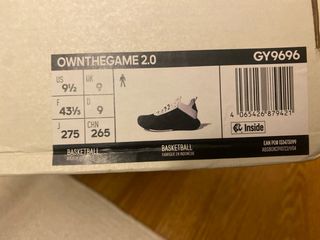 OWNTHEGAME 2.0
GY9696
US 9½ UK 9
F 43⅓ D 9
J 275 CHN 265
4 065426 879421
Inside
BASKETBALL BASKETBALL